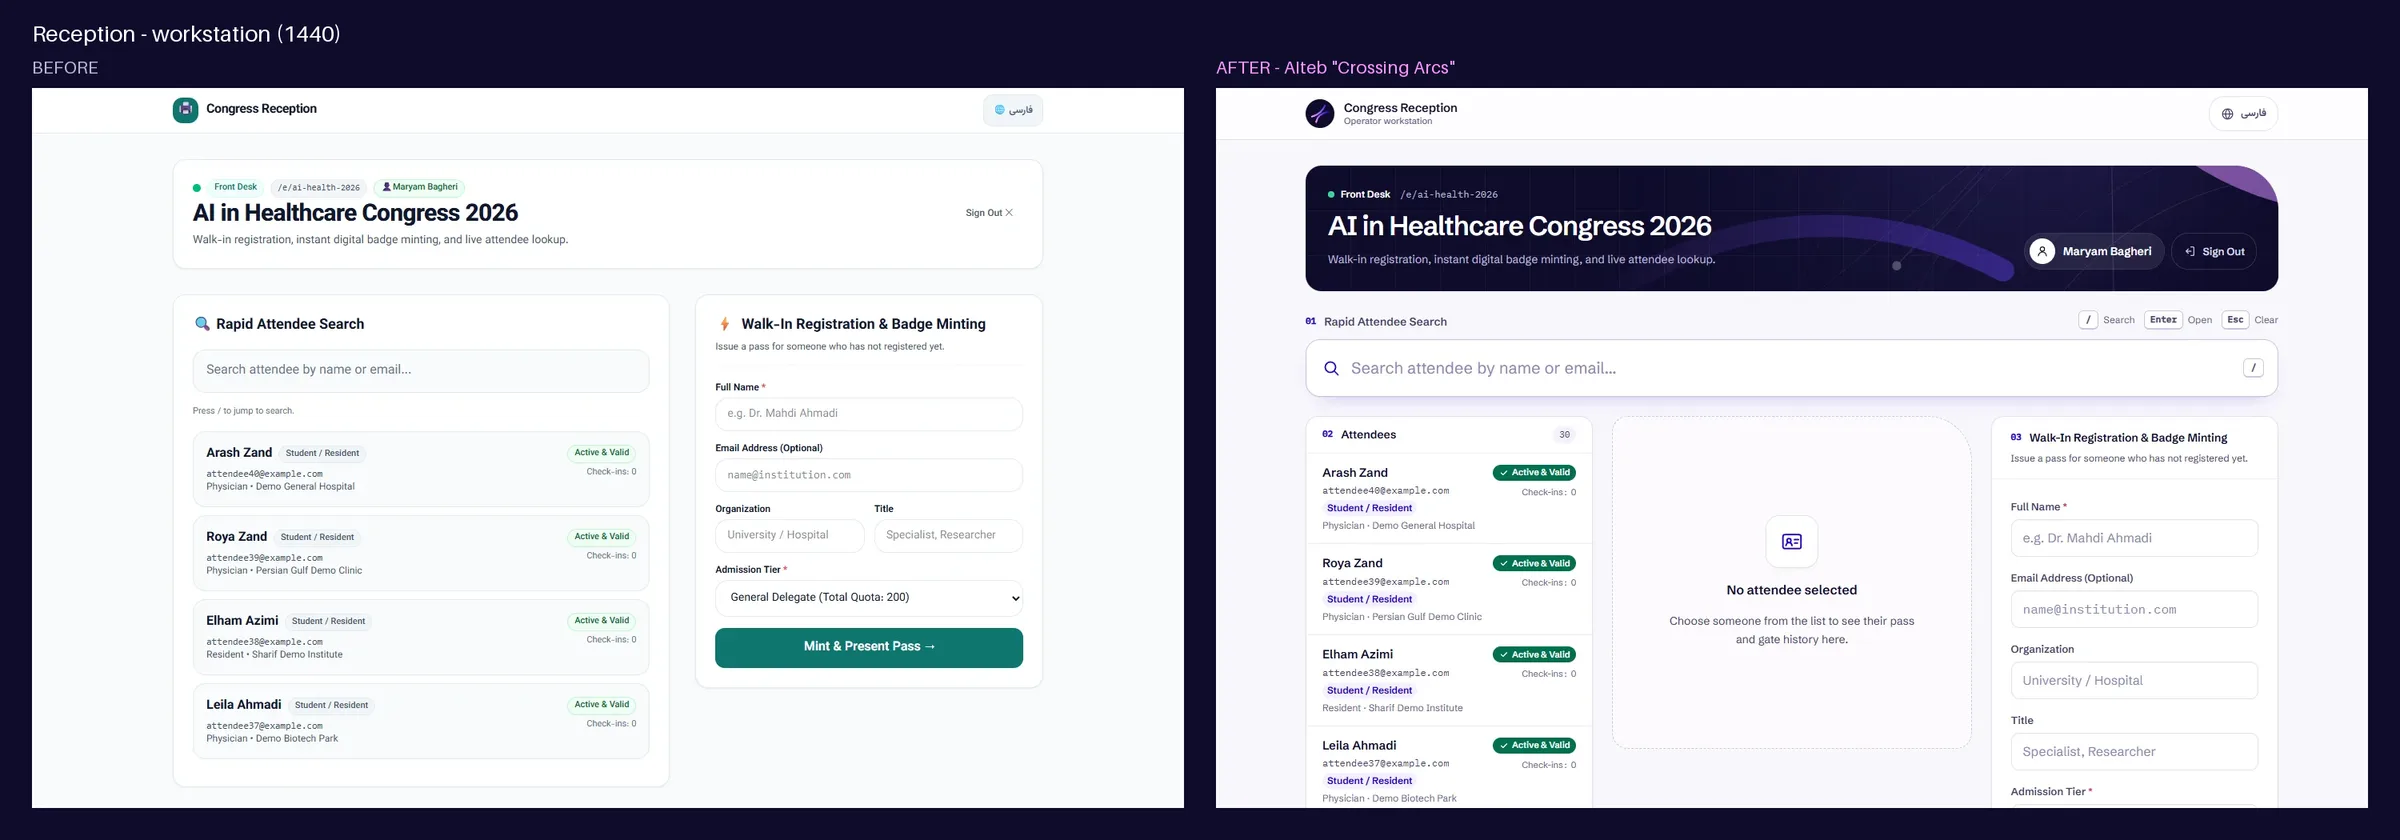 Reception - workstation (1440)
BEFORE
Congress Reception
فارسی
Front Desk /e/ai-health-2026 Maryam Bagheri
AI in Healthcare Congress 2026
Walk-in registration, instant digital badge minting, and live attendee lookup.
Sign Out ×
Rapid Attendee Search
Search attendee by name or email...
Press / to jump to search.
Arash Zand Student / Resident Active & Valid
attendee40@example.com Check-ins: 0
Physician • Demo General Hospital
Roya Zand Student / Resident Active & Valid
attendee39@example.com Check-ins: 0
Physician • Persian Gulf Demo Clinic
Elham Azimi Student / Resident Active & Valid
attendee38@example.com Check-ins: 0
Resident • Sharif Demo Institute
Leila Ahmadi Student / Resident Active & Valid
attendee37@example.com Check-ins: 0
Physician • Demo Biotech Park
Walk-In Registration & Badge Minting
Issue a pass for someone who has not registered yet.
Full Name *
e.g. Dr. Mahdi Ahmadi
Email Address (Optional)
name@institution.com
Organization Title
University / Hospital Specialist, Researcher
Admission Tier *
General Delegate (Total Quota: 200)
Mint & Present Pass →
AFTER - Alteb "Crossing Arcs"
Congress Reception
Operator workstation
فارسی
Front Desk /e/ai-health-2026
AI in Healthcare Congress 2026
Walk-in registration, instant digital badge minting, and live attendee lookup.
Maryam Bagheri Sign Out
01 Rapid Attendee Search / Search Enter Open Esc Clear
Search attendee by name or email... /
02 Attendees 30
Arash Zand ✓ Active & Valid
attendee40@example.com Check-ins: 0
Student / Resident
Physician · Demo General Hospital
Roya Zand ✓ Active & Valid
attendee39@example.com Check-ins: 0
Student / Resident
Physician · Persian Gulf Demo Clinic
Elham Azimi ✓ Active & Valid
attendee38@example.com Check-ins: 0
Student / Resident
Resident · Sharif Demo Institute
Leila Ahmadi ✓ Active & Valid
attendee37@example.com Check-ins: 0
Student / Resident
Physician · Demo Biotech Park
No attendee selected
Choose someone from the list to see their pass
and gate history here.
03 Walk-In Registration & Badge Minting
Issue a pass for someone who has not registered yet.
Full Name *
e.g. Dr. Mahdi Ahmadi
Email Address (Optional)
name@institution.com
Organization
University / Hospital
Title
Specialist, Researcher
Admission Tier *